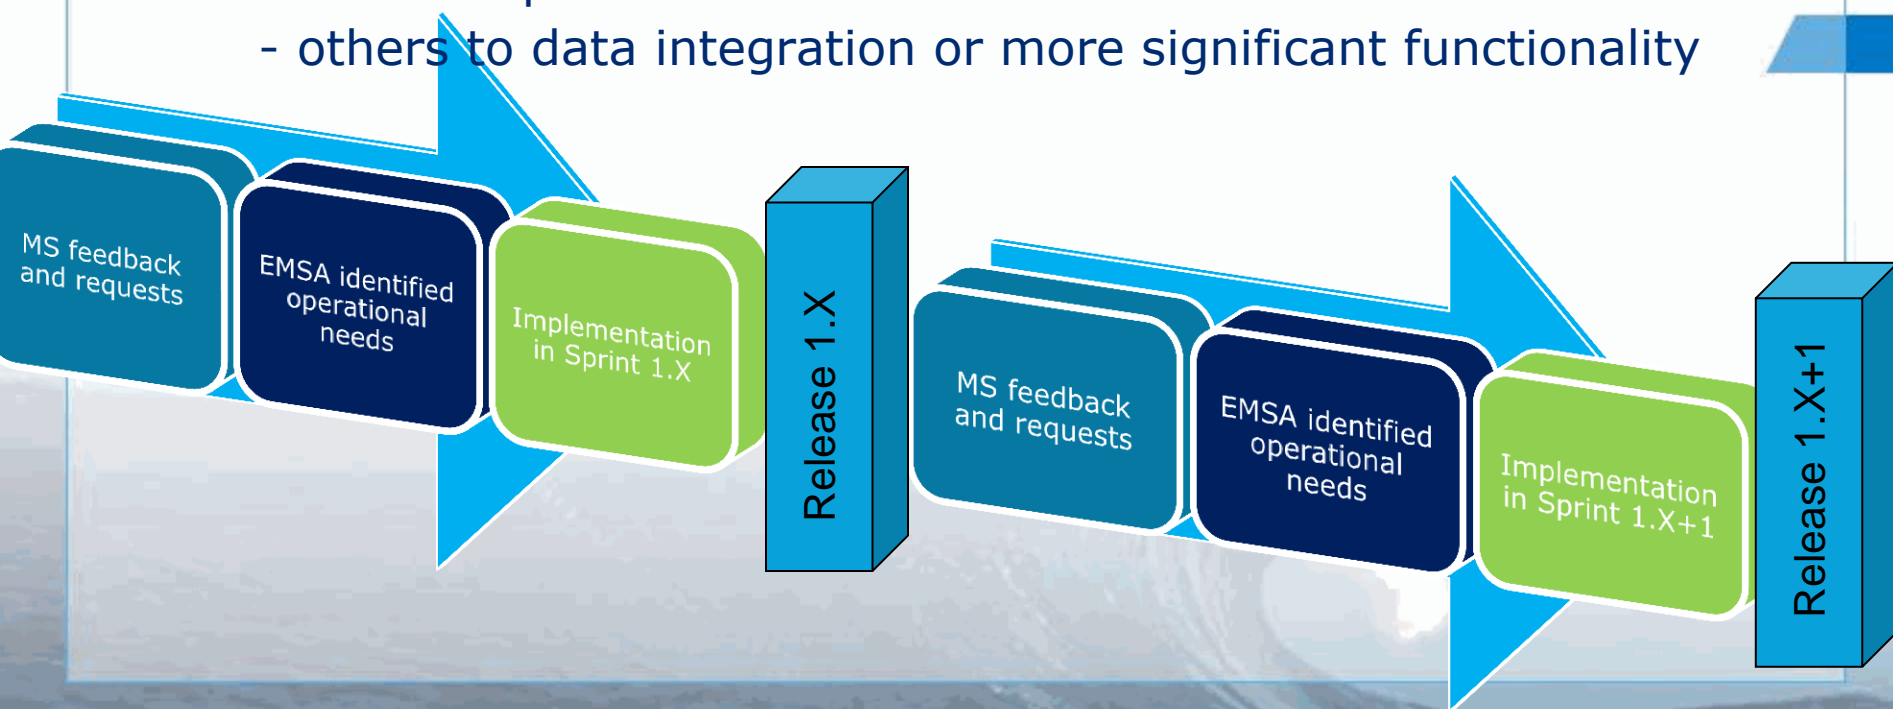 - others to data integration or more significant functionality
MS feedback
and requests
EMSA identified
operational
needs
Implementation
in Sprint 1.X
Release 1.X
MS feedback
and requests
EMSA identified
operational
needs
Implementation
in Sprint 1.X+1
Release 1.X+1